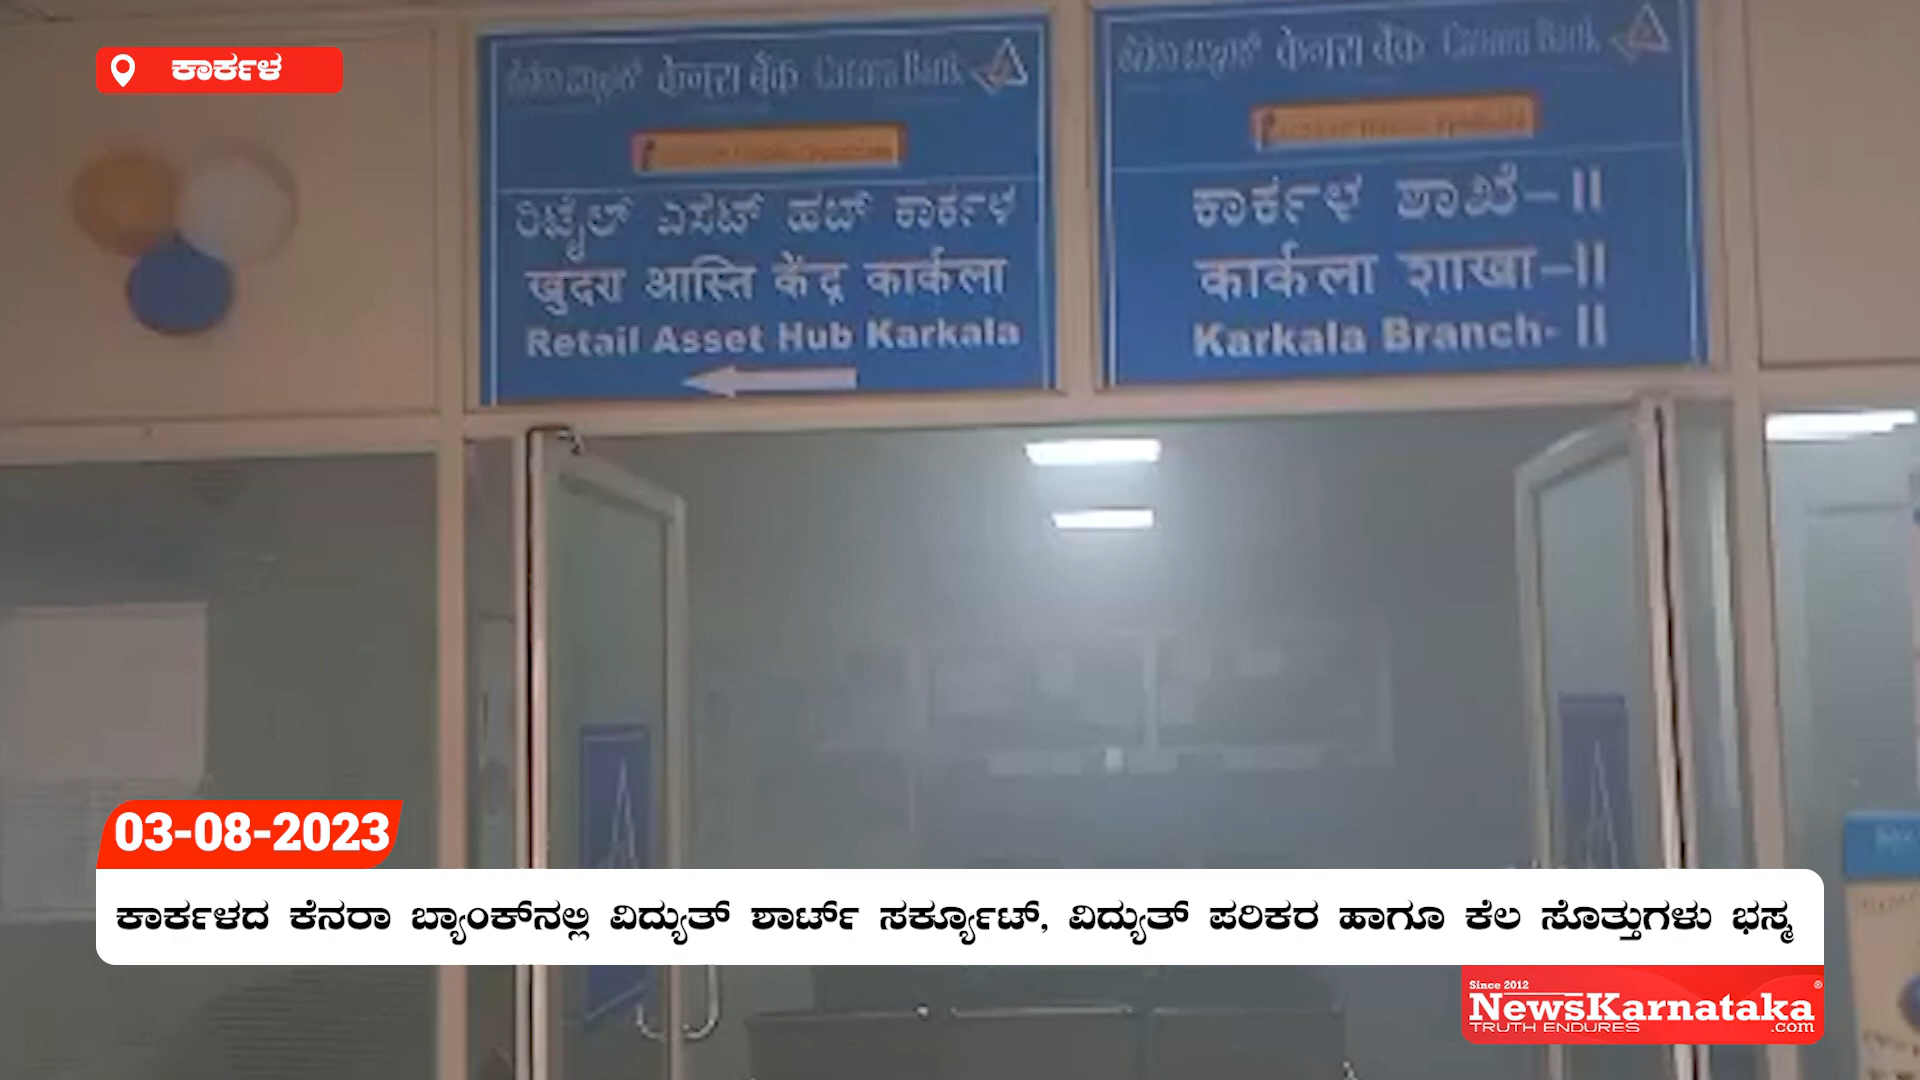 ಕಾರ್ಕಳ
ಕೆನರಾ ಬ್ಯಾಂಕ್ केनरा बैंक Canara Bank
ರಿಟೈಲ್ ಎಸೆಟ್ ಹಬ್ ಕಾರ್ಕಳ
खुदरा आस्ति केंद्र कार्कला
Retail Asset Hub Karkala
ಕೆನರಾ ಬ್ಯಾಂಕ್ केनरा बैंक Canara Bank
ಕಾರ್ಕಳ ಶಾಖೆ-II
कार्कला शाखा-II
Karkala Branch- II
03-08-2023
ಕಾರ್ಕಳದ ಕೆನರಾ ಬ್ಯಾಂಕ್‌ನಲ್ಲಿ ವಿದ್ಯುತ್ ಶಾರ್ಟ್ ಸರ್ಕ್ಯೂಟ್, ವಿದ್ಯುತ್ ಪರಿಕರ ಹಾಗೂ ಕೆಲ ಸೊತ್ತುಗಳು ಭಸ್ಮ
Since 2012
NewsKarnataka
TRUTH ENDURES .com